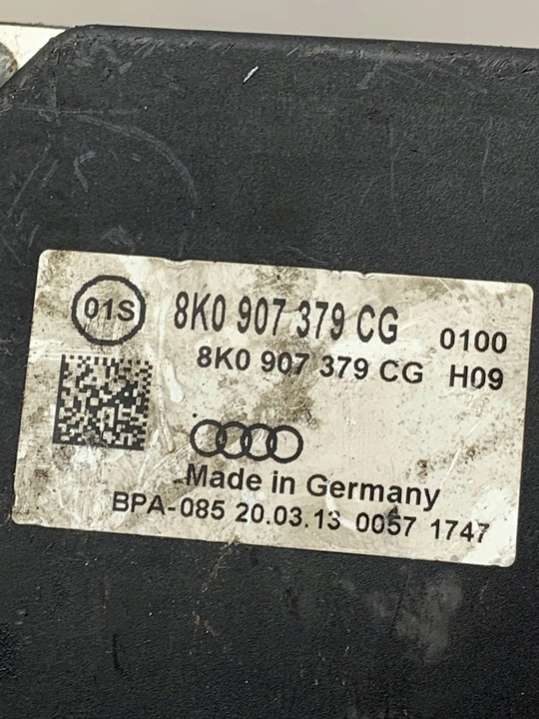 01S
8K0 907 379 CG 0100
8K0 907 379 CG H09
Made in Germany
BPA-085 20.03.13 0057 1747